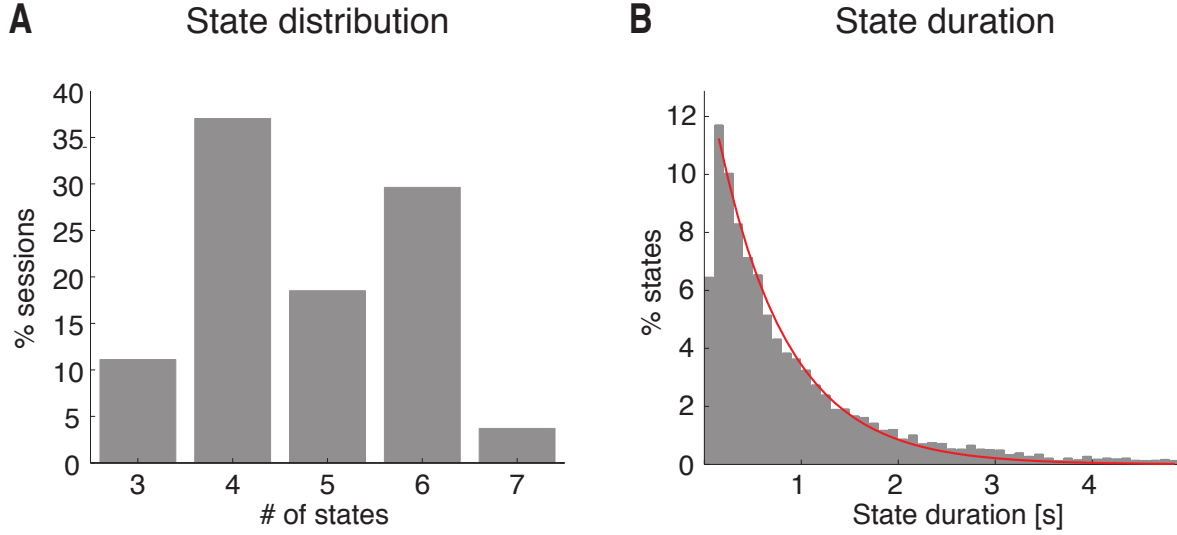 A
State distribution
40
35
30
25
20
15
10
5
0
% sessions
3 4 5 6 7
# of states
B
State duration
12
10
8
6
4
2
0
% states
1 2 3 4
State duration [s]